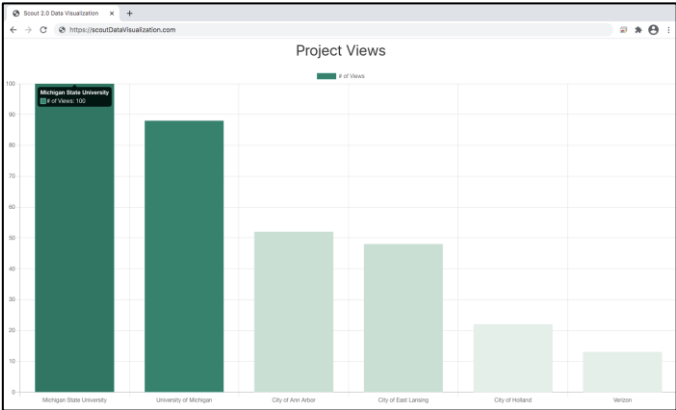 Scout 2.0 Data Visualization
https://scoutDataVisualization.com
Project Views
# of Views
100
Michigan State University
# of Views: 100
90
80
70
60
50
40
30
20
10
0
Michigan State University
University of Michigan
City of Ann Arbor
City of East Lansing
City of Holland
Verizon